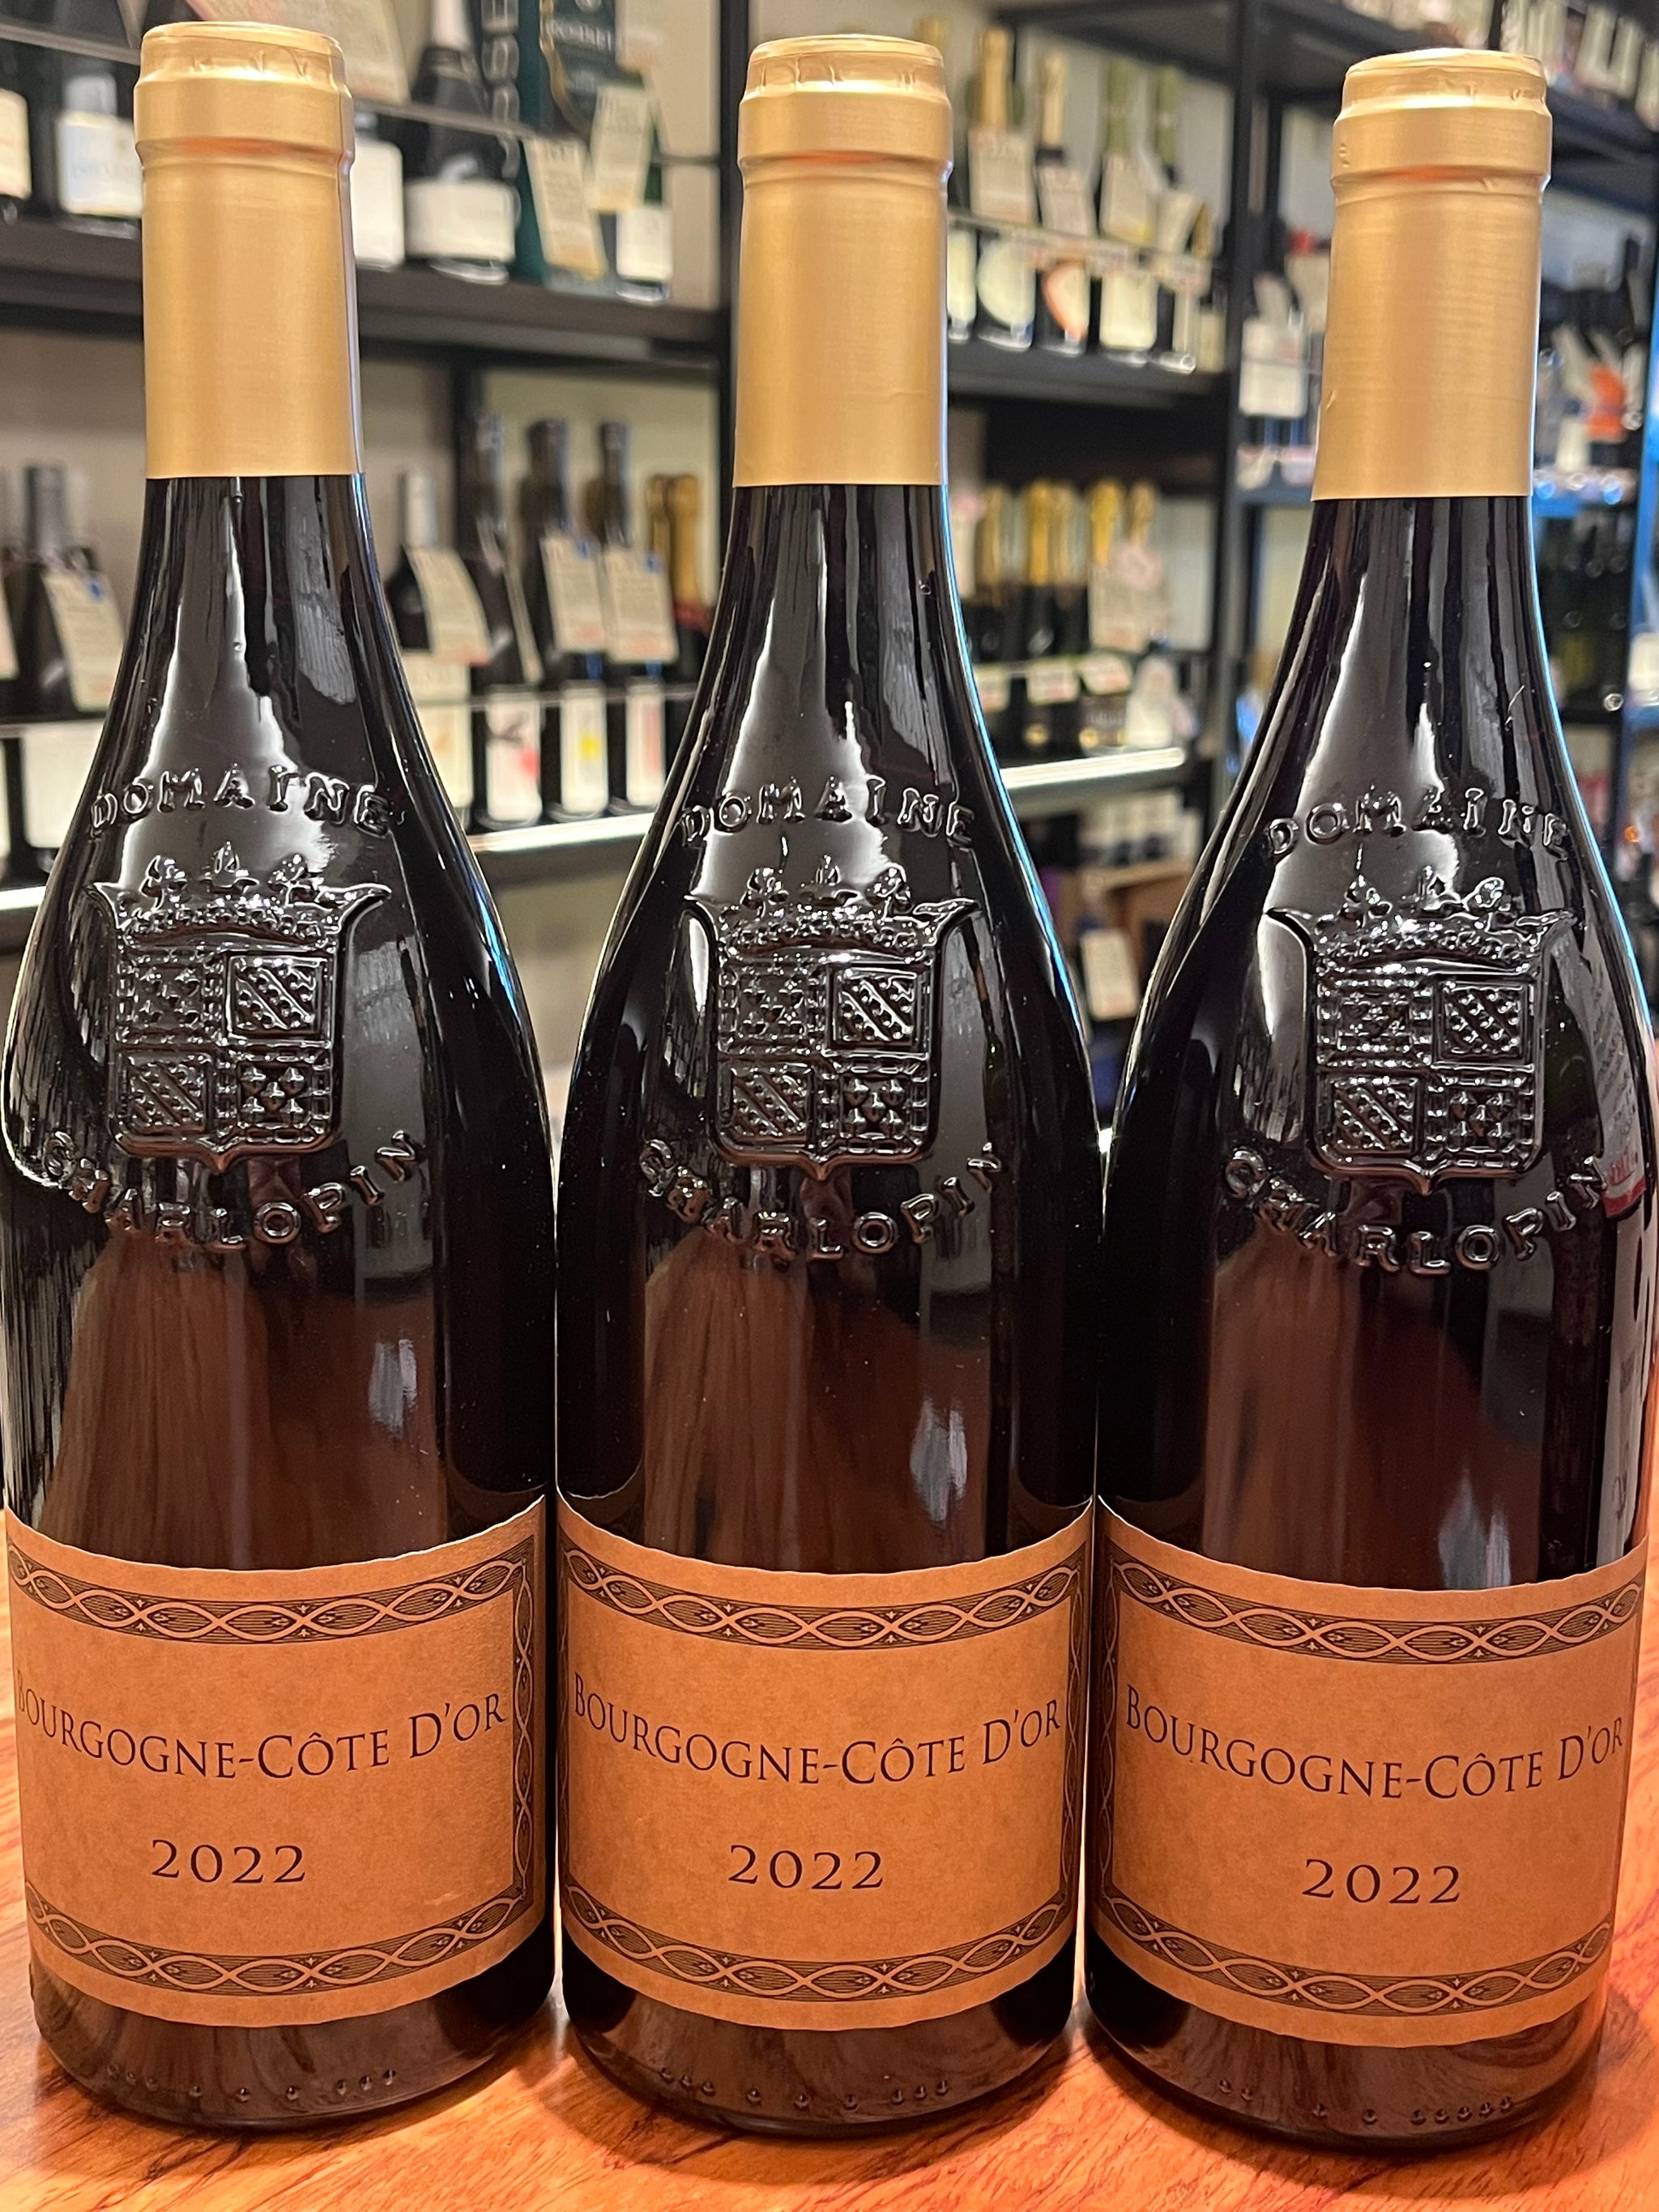 DOMAINE
CHARLOPIN
BOURGOGNE-CÔTE D'OR
2022
DOMAINE
CHARLOPIN
BOURGOGNE-CÔTE D'OR
2022
DOMAINE
CHARLOPIN
BOURGOGNE-CÔTE D'OR
2022